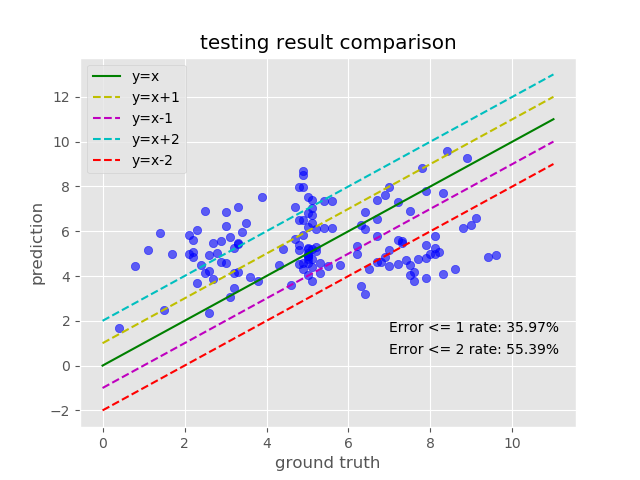 testing result comparison
y=x
y=x+1
y=x-1
y=x+2
y=x-2
12
10
8
6
4
2
0
−2
prediction
Error <= 1 rate: 35.97%
Error <= 2 rate: 55.39%
0 2 4 6 8 10
ground truth